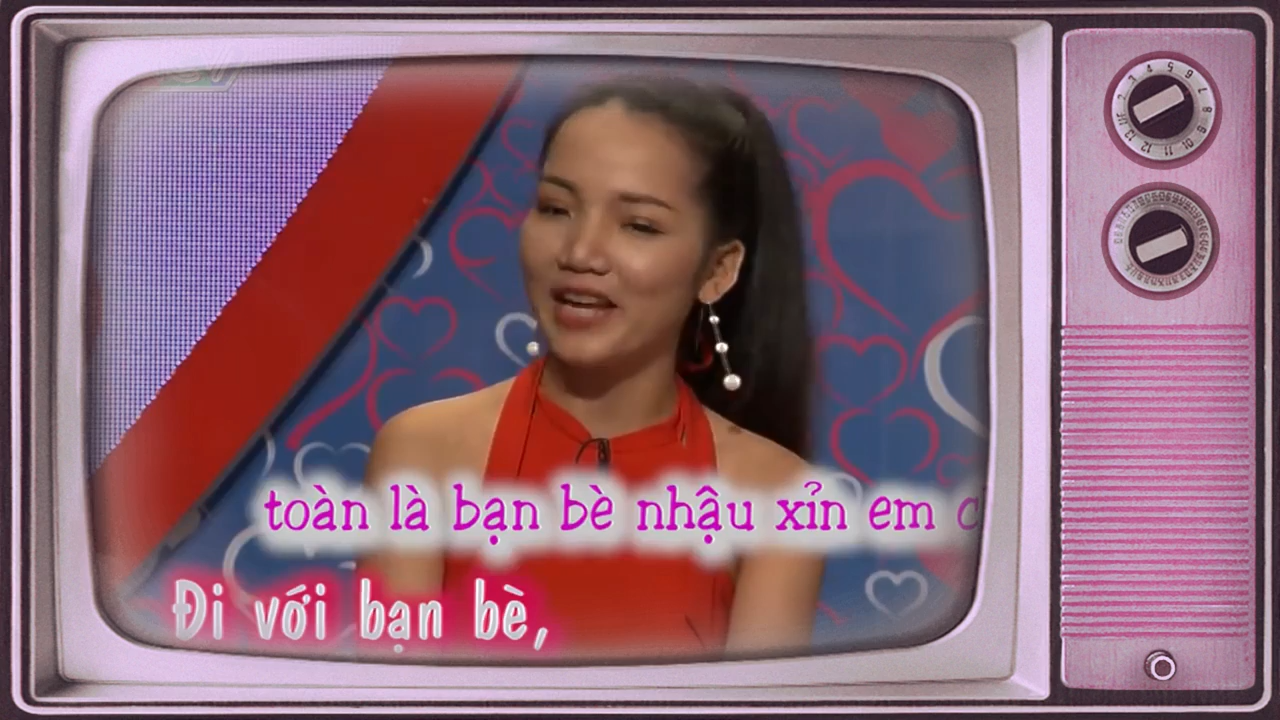 toàn là bạn bè nhậu xỉn em
Đi với bạn bè,